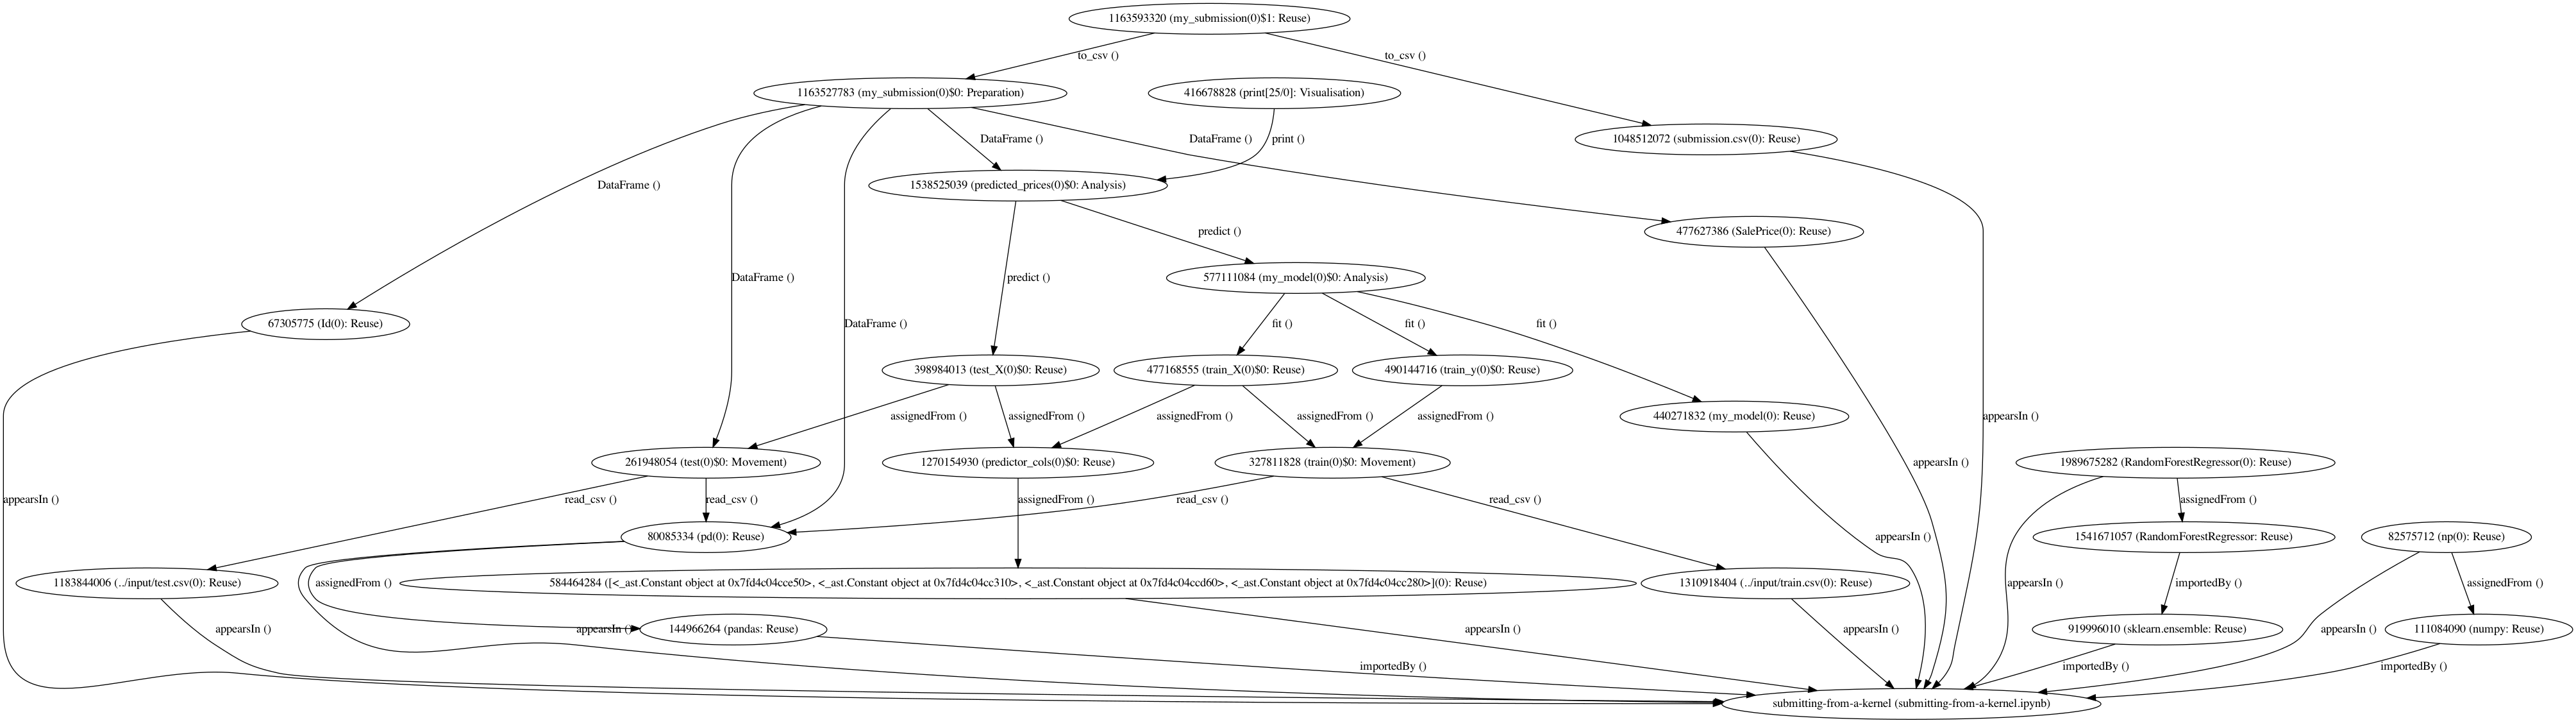 1163593320 (my_submission(0)$1: Reuse)
to_csv ()
to_csv ()
1163527783 (my_submission(0)$0: Preparation)
416678828 (print[25/0]: Visualisation)
1048512072 (submission.csv(0): Reuse)
DataFrame ()
print ()
DataFrame ()
DataFrame ()
1538525039 (predicted_prices(0)$0: Analysis)
predict ()
477627386 (SalePrice(0): Reuse)
DataFrame ()
predict ()
577111084 (my_model(0)$0: Analysis)
67305775 (Id(0): Reuse)
DataFrame ()
fit ()
fit ()
fit ()
398984013 (test_X(0)$0: Reuse)
477168555 (train_X(0)$0: Reuse)
490144716 (train_y(0)$0: Reuse)
assignedFrom ()
assignedFrom ()
assignedFrom ()
assignedFrom ()
assignedFrom ()
440271832 (my_model(0): Reuse)
appearsIn ()
261948054 (test(0)$0: Movement)
1270154930 (predictor_cols(0)$0: Reuse)
327811828 (train(0)$0: Movement)
appearsIn ()
1989675282 (RandomForestRegressor(0): Reuse)
appearsIn ()
read_csv ()
read_csv ()
assignedFrom ()
read_csv ()
read_csv ()
assignedFrom ()
80085334 (pd(0): Reuse)
appearsIn ()
1541671057 (RandomForestRegressor: Reuse)
82575712 (np(0): Reuse)
1183844006 (../input/test.csv(0): Reuse)
assignedFrom ()
584464284 ([<_ast.Constant object at 0x7fd4c04cce50>, <_ast.Constant object at 0x7fd4c04cc310>, <_ast.Constant object at 0x7fd4c04ccd60>, <_ast.Constant object at 0x7fd4c04cc280>](0): Reuse)
1310918404 (../input/train.csv(0): Reuse)
appearsIn ()
importedBy ()
assignedFrom ()
appearsIn ()
appearsIn ()
144966264 (pandas: Reuse)
appearsIn ()
appearsIn ()
919996010 (sklearn.ensemble: Reuse)
appearsIn ()
111084090 (numpy: Reuse)
importedBy ()
importedBy ()
importedBy ()
submitting-from-a-kernel (submitting-from-a-kernel.ipynb)